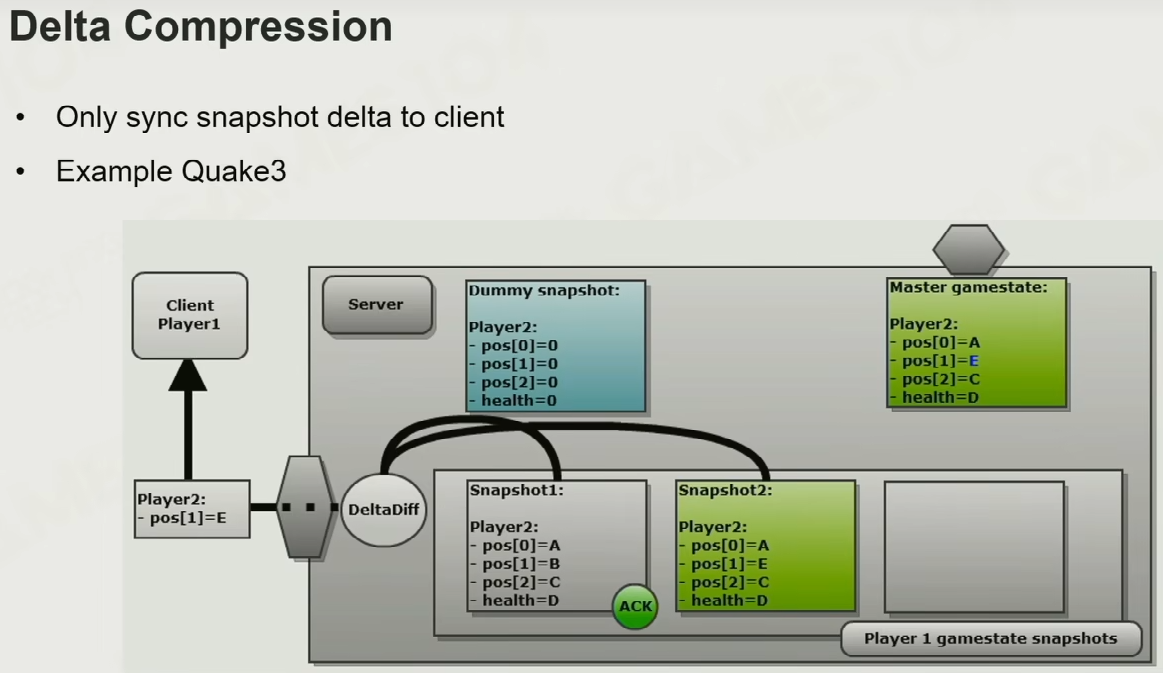 Delta Compression
• Only sync snapshot delta to client
• Example Quake3
Client
Player1
Server
Dummy snapshot:
Player2:
- pos[0]=0
- pos[1]=0
- pos[2]=0
- health=0
Master gamestate:
Player2:
- pos[0]=A
- pos[1]=E
- pos[2]=C
- health=D
Player2:
- pos[1]=E
DeltaDiff
Snapshot1:
Player2:
- pos[0]=A
- pos[1]=B
- pos[2]=C
- health=D
ACK
Snapshot2:
Player2:
- pos[0]=A
- pos[1]=E
- pos[2]=C
- health=D
Player 1 gamestate snapshots
GAMES104